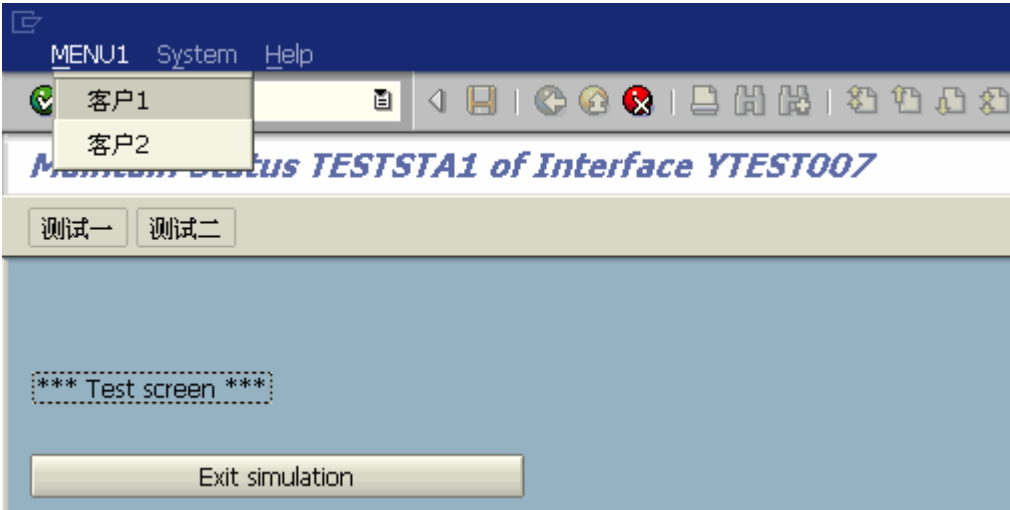 MENU1 System Help
客户1
客户2
Maintain Status TESTSTA1 of Interface YTEST007
测试一 测试二
*** Test screen ***
Exit simulation